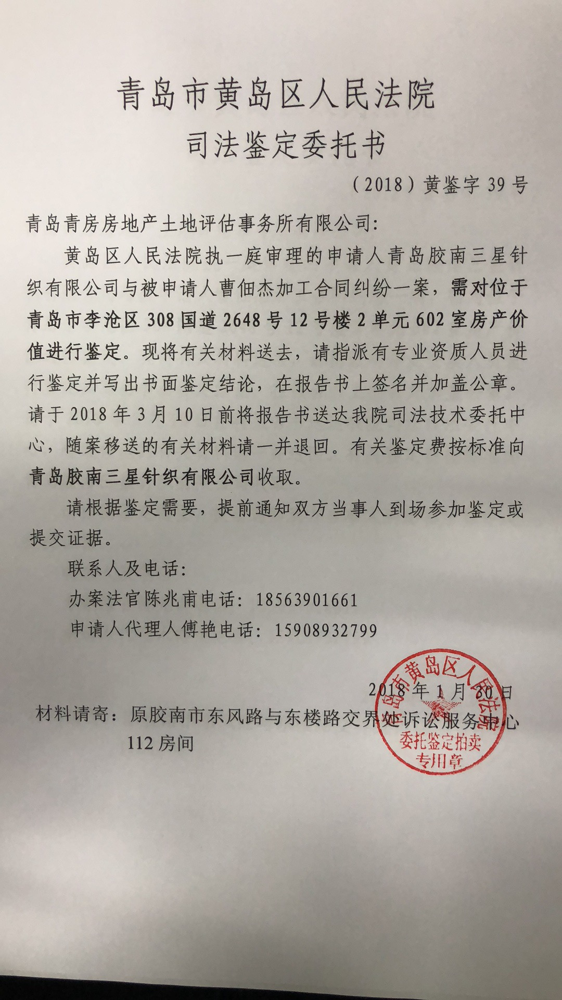 青岛市黄岛区人民法院
司法鉴定委托书
（2018）黄鉴字 39 号
青岛青房房地产土地评估事务所有限公司：
黄岛区人民法院执一庭审理的申请人青岛胶南三星针
织有限公司与被申请人曹佃杰加工合同纠纷一案，需对位于
青岛市李沧区 308 国道 2648 号 12 号楼 2 单元 602 室房产价
值进行鉴定。现将有关材料送去，请指派有专业资质人员进
行鉴定并写出书面鉴定结论，在报告书上签名并加盖公章。
请于 2018 年 3 月 10 日前将报告书送达我院司法技术委托中
心，随案移送的有关材料请一并退回。有关鉴定费按标准向
青岛胶南三星针织有限公司收取。
请根据鉴定需要，提前通知双方当事人到场参加鉴定或
提交证据。
联系人及电话：
办案法官陈兆甫电话：18563901661
申请人代理人傅艳电话：15908932799
2018 年 1 月 30 日
材料请寄：原胶南市东风路与东楼路交界处诉讼服务中心
112 房间
青岛市黄岛区人民法院
委托鉴定拍卖
专用章